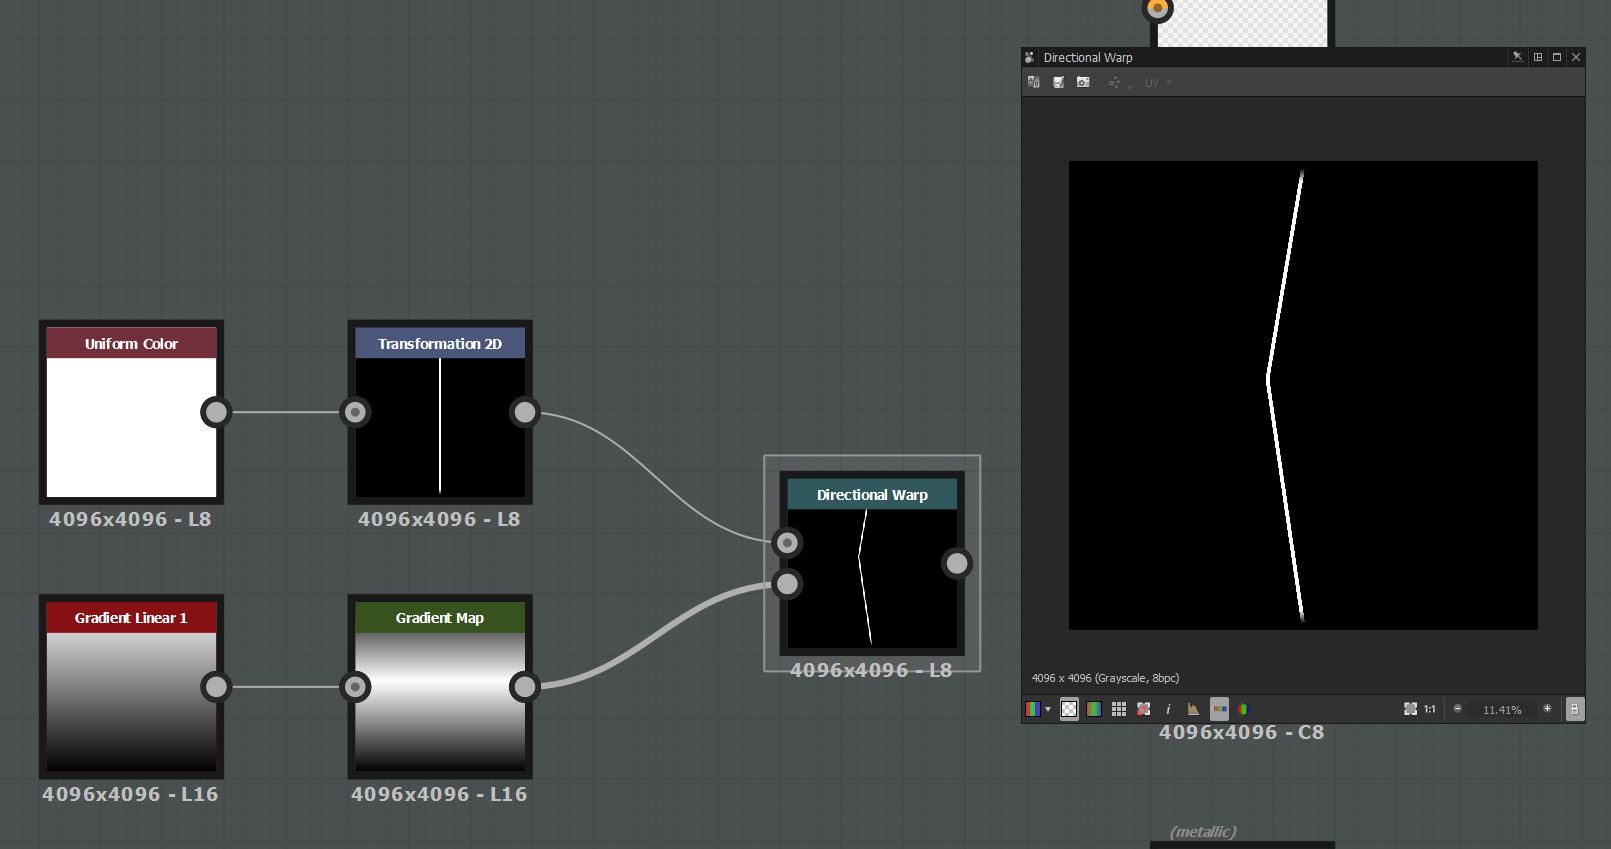 Directional Warp
UV
Uniform Color
Transformation 2D
4096x4096 - L8
4096x4096 - L8
Directional Warp
4096x4096 - L8
Gradient Linear 1
Gradient Map
4096x4096 - L16
4096x4096 - L16
4096 x 4096 (Grayscale, 8bpc)
i
RGB
1:1
11.41%
4096x4096 - C8
(metallic)